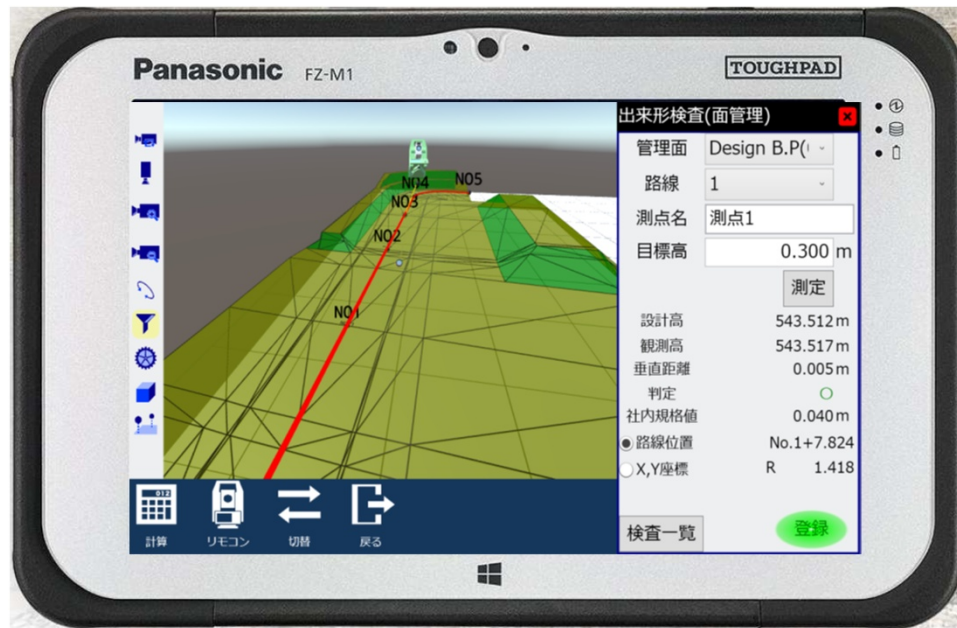 Panasonic FZ-M1
TOUGHPAD
出来形検査(面管理)
管理面 Design B.P(
路線 1
測点名 測点1
目標高 0.300 m
測定
設計高 543.512 m
観測高 543.517 m
垂直距離 0.005 m
判定 ○
社内規格値 0.040 m
路線位置 No.1+7.824
X,Y座標 R 1.418
検査一覧 登録
NO4 NO5
NO3
NO2
NO1
012
計算 リモコン 切替 戻る